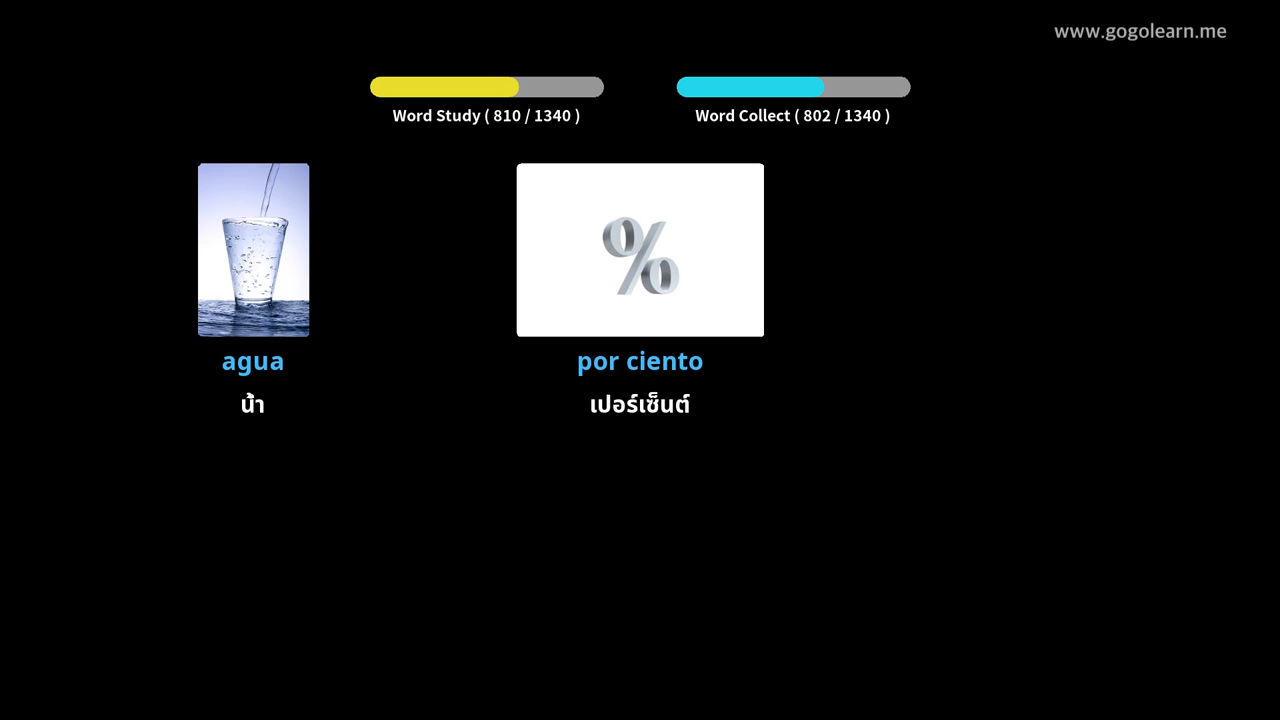 www.gogolearn.me
Word Study ( 810 / 1340 )
Word Collect ( 802 / 1340 )
%
agua
น้ำ
por ciento
เปอร์เซ็นต์